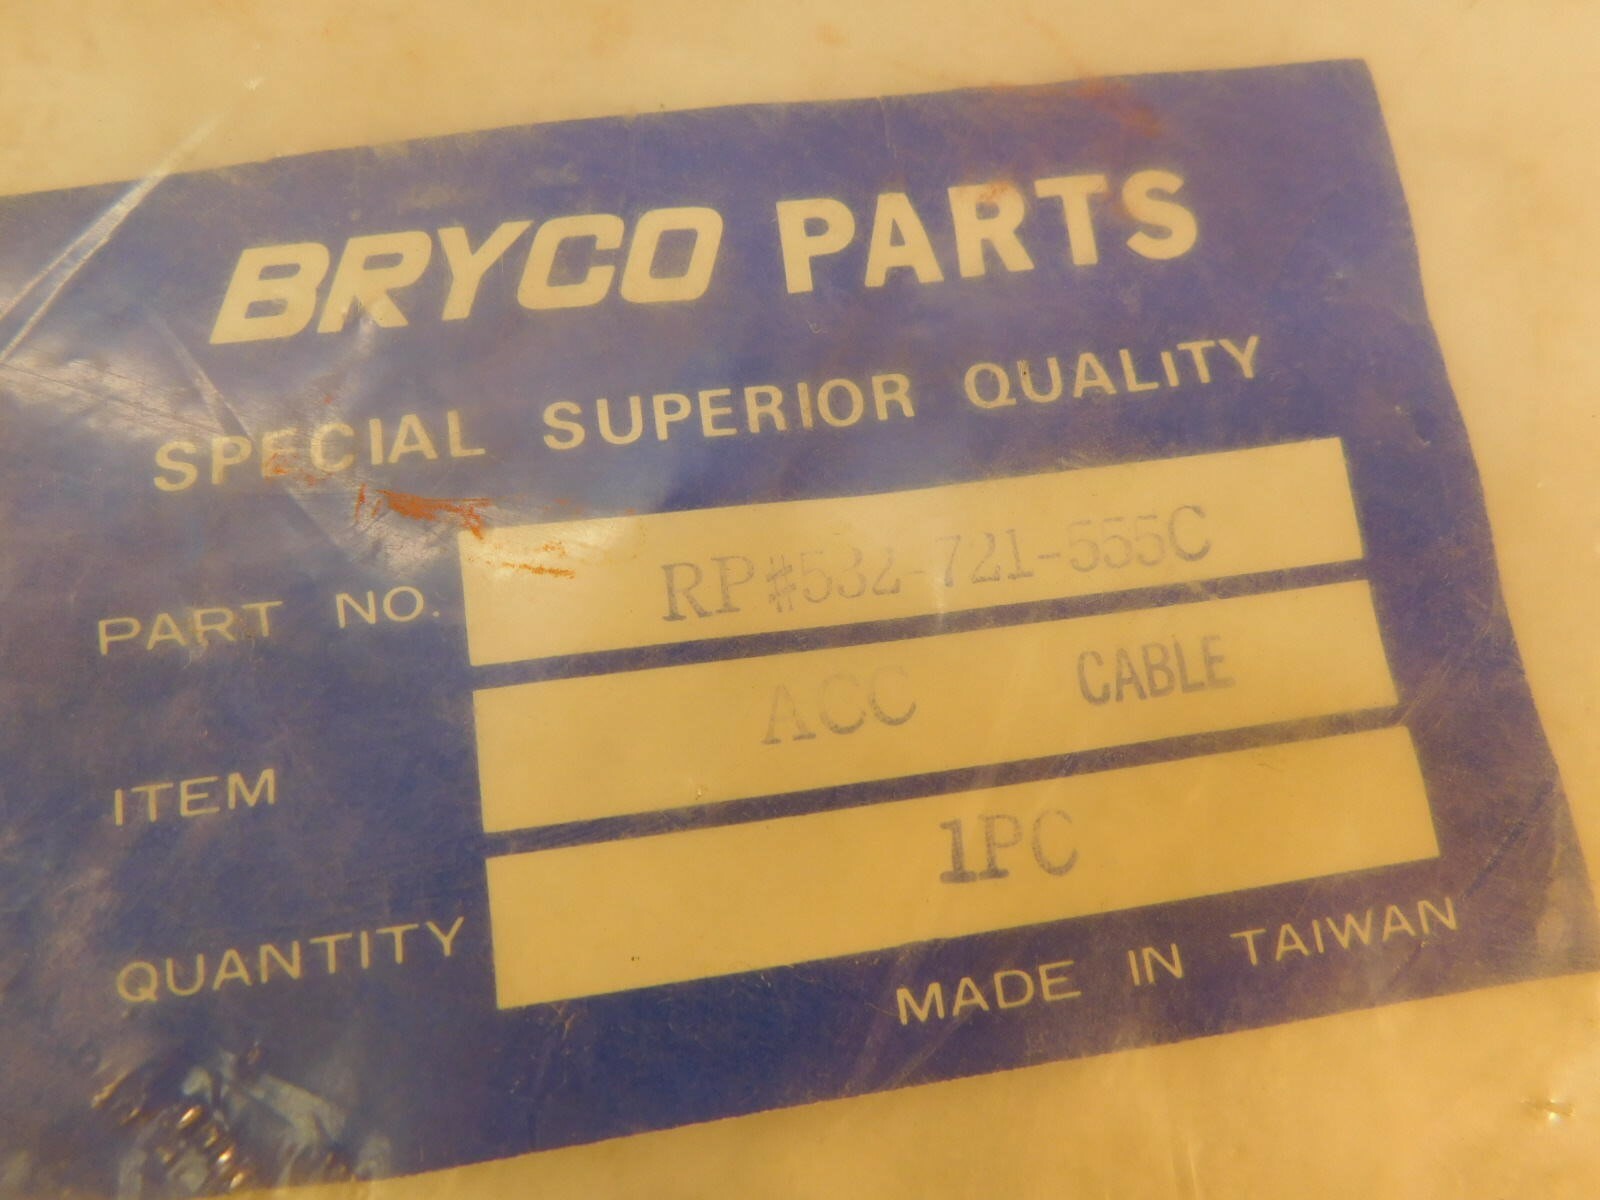 BRYCO PARTS
SPECIAL SUPERIOR QUALITY
PART NO. RP#532-721-555C
ITEM ACC CABLE
QUANTITY 1PC
MADE IN TAIWAN